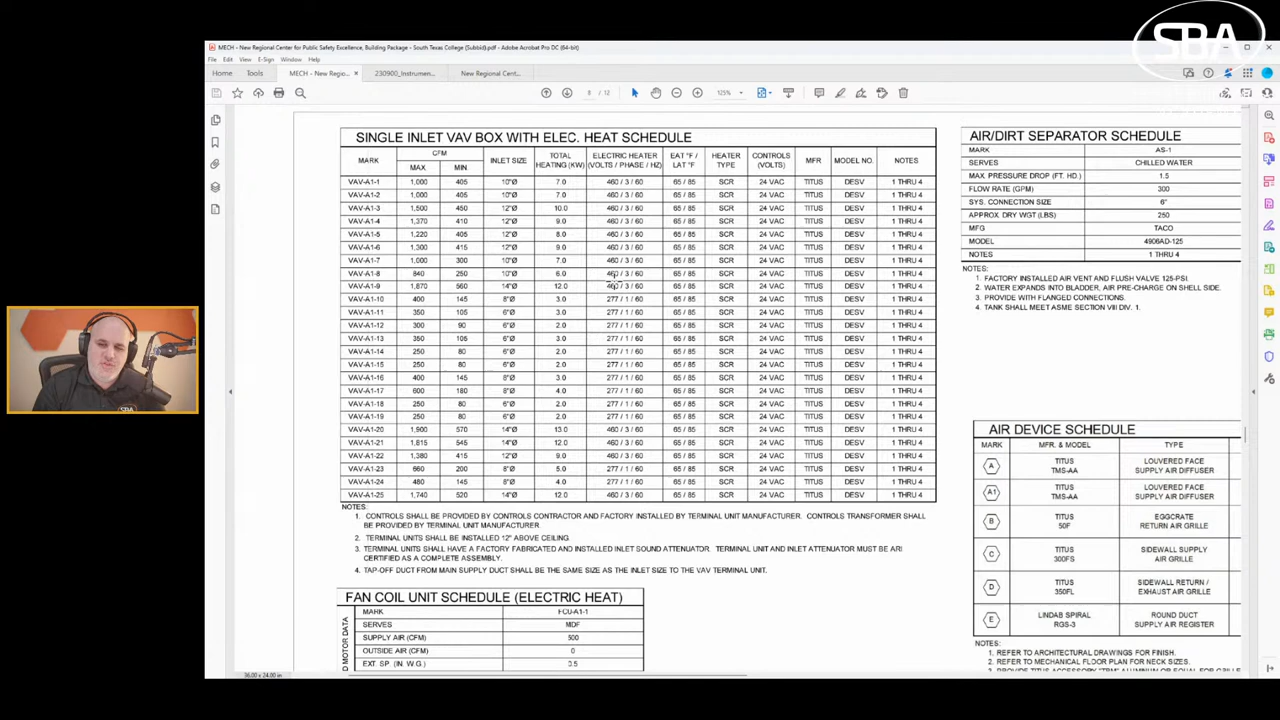 SBA
MECH - New Regional Center for Public Safety Excellence, Building Package - South Texas College (Subbid).pdf - Adobe Acrobat Pro DC (64-bit)
File Edit View E-Sign Window Help
Home Tools MECH - New Regio... × 230900_Instrumen... New Regional Cent...
8 / 12 125%
SINGLE INLET VAV BOX WITH ELEC. HEAT SCHEDULE
MARK CFM MAX MIN INLET SIZE TOTAL HEATING (KW) ELECTRIC HEATER (VOLTS / PHASE / HZ) EAT °F / LAT °F HEATER TYPE CONTROLS (VOLTS) MFR MODEL NO. NOTES
VAV-A1-1 1,000 405 10"Ø 7.0 460 / 3 / 60 65 / 85 SCR 24 VAC TITUS DESV 1 THRU 4
VAV-A1-2 1,000 405 10"Ø 7.0 460 / 3 / 60 65 / 85 SCR 24 VAC TITUS DESV 1 THRU 4
VAV-A1-3 1,500 450 12"Ø 10.0 460 / 3 / 60 65 / 85 SCR 24 VAC TITUS DESV 1 THRU 4
VAV-A1-4 1,370 410 12"Ø 9.0 460 / 3 / 60 65 / 85 SCR 24 VAC TITUS DESV 1 THRU 4
VAV-A1-5 1,220 405 12"Ø 8.0 460 / 3 / 60 65 / 85 SCR 24 VAC TITUS DESV 1 THRU 4
VAV-A1-6 1,300 415 12"Ø 9.0 460 / 3 / 60 65 / 85 SCR 24 VAC TITUS DESV 1 THRU 4
VAV-A1-7 1,000 300 10"Ø 7.0 460 / 3 / 60 65 / 85 SCR 24 VAC TITUS DESV 1 THRU 4
VAV-A1-8 840 250 10"Ø 6.0 460 / 3 / 60 65 / 85 SCR 24 VAC TITUS DESV 1 THRU 4
VAV-A1-9 1,870 560 14"Ø 12.0 460 / 3 / 60 65 / 85 SCR 24 VAC TITUS DESV 1 THRU 4
VAV-A1-10 400 145 8"Ø 3.0 277 / 1 / 60 65 / 85 SCR 24 VAC TITUS DESV 1 THRU 4
VAV-A1-11 350 105 6"Ø 3.0 277 / 1 / 60 65 / 85 SCR 24 VAC TITUS DESV 1 THRU 4
VAV-A1-12 300 90 6"Ø 2.0 277 / 1 / 60 65 / 85 SCR 24 VAC TITUS DESV 1 THRU 4
VAV-A1-13 350 105 6"Ø 3.0 277 / 1 / 60 65 / 85 SCR 24 VAC TITUS DESV 1 THRU 4
VAV-A1-14 250 80 6"Ø 2.0 277 / 1 / 60 65 / 85 SCR 24 VAC TITUS DESV 1 THRU 4
VAV-A1-15 250 80 6"Ø 2.0 277 / 1 / 60 65 / 85 SCR 24 VAC TITUS DESV 1 THRU 4
VAV-A1-16 400 145 8"Ø 3.0 277 / 1 / 60 65 / 85 SCR 24 VAC TITUS DESV 1 THRU 4
VAV-A1-17 600 180 8"Ø 4.0 277 / 1 / 60 65 / 85 SCR 24 VAC TITUS DESV 1 THRU 4
VAV-A1-18 250 80 6"Ø 2.0 277 / 1 / 60 65 / 85 SCR 24 VAC TITUS DESV 1 THRU 4
VAV-A1-19 250 80 6"Ø 2.0 277 / 1 / 60 65 / 85 SCR 24 VAC TITUS DESV 1 THRU 4
VAV-A1-20 1,900 570 14"Ø 13.0 460 / 3 / 60 65 / 85 SCR 24 VAC TITUS DESV 1 THRU 4
VAV-A1-21 1,815 545 14"Ø 12.0 460 / 3 / 60 65 / 85 SCR 24 VAC TITUS DESV 1 THRU 4
VAV-A1-22 1,380 415 12"Ø 9.0 460 / 3 / 60 65 / 85 SCR 24 VAC TITUS DESV 1 THRU 4
VAV-A1-23 660 200 8"Ø 5.0 277 / 1 / 60 65 / 85 SCR 24 VAC TITUS DESV 1 THRU 4
VAV-A1-24 480 145 8"Ø 4.0 277 / 1 / 60 65 / 85 SCR 24 VAC TITUS DESV 1 THRU 4
VAV-A1-25 1,740 520 14"Ø 12.0 460 / 3 / 60 65 / 85 SCR 24 VAC TITUS DESV 1 THRU 4
NOTES:
1. CONTROLS SHALL BE PROVIDED BY CONTROLS CONTRACTOR AND FACTORY INSTALLED BY TERMINAL UNIT MANUFACTURER. CONTROLS TRANSFORMER SHALL
BE PROVIDED BY TERMINAL UNIT MANUFACTURER.
2. TERMINAL UNITS SHALL BE INSTALLED 12" ABOVE CEILING.
3. TERMINAL UNITS SHALL HAVE A FACTORY FABRICATED AND INSTALLED INLET SOUND ATTENUATOR. TERMINAL UNIT AND INLET ATTENUATOR MUST BE ARI
CERTIFIED AS A COMPLETE ASSEMBLY.
4. TAP-OFF DUCT FROM MAIN SUPPLY DUCT SHALL BE THE SAME SIZE AS THE INLET SIZE TO THE VAV TERMINAL UNIT.
FAN COIL UNIT SCHEDULE (ELECTRIC HEAT)
MARK FCU-A1-1
SERVES MDF
SUPPLY AIR (CFM) 500
OUTSIDE AIR (CFM) 0
EXT. SP. (IN. W.G.) 0.5
D MOTOR DATA
AIR/DIRT SEPARATOR SCHEDULE
MARK AS-1
SERVES CHILLED WATER
MAX. PRESSURE DROP (FT. HD.) 1.5
FLOW RATE (GPM) 300
SYS. CONNECTION SIZE 6"
APPROX. DRY WGT (LBS) 250
MFG TACO
MODEL 4906AD-125
NOTES 1 THRU 4
NOTES:
1. FACTORY INSTALLED AIR VENT AND FLUSH VALVE 125-PSI.
2. WATER EXPANDS INTO BLADDER, AIR PRE-CHARGE ON SHELL SIDE.
3. PROVIDE WITH FLANGED CONNECTIONS.
4. TANK SHALL MEET ASME SECTION VIII DIV. 1.
AIR DEVICE SCHEDULE
MARK MFR. & MODEL TYPE
A TITUS TMS-AA LOUVERED FACE SUPPLY AIR DIFFUSER
A1 TITUS TMS-AA LOUVERED FACE SUPPLY AIR DIFFUSER
B TITUS 50F EGGCRATE RETURN AIR GRILLE
C TITUS 300FS SIDEWALL SUPPLY AIR GRILLE
D TITUS 350FL SIDEWALL RETURN / EXHAUST AIR GRILLE
E LINDAB SPIRAL RGS-3 ROUND DUCT SUPPLY AIR REGISTER
NOTES:
1. REFER TO ARCHITECTURAL DRAWINGS FOR FINISH.
2. REFER TO MECHANICAL FLOOR PLAN FOR NECK SIZES.
36.00 x 24.00 in
SBA